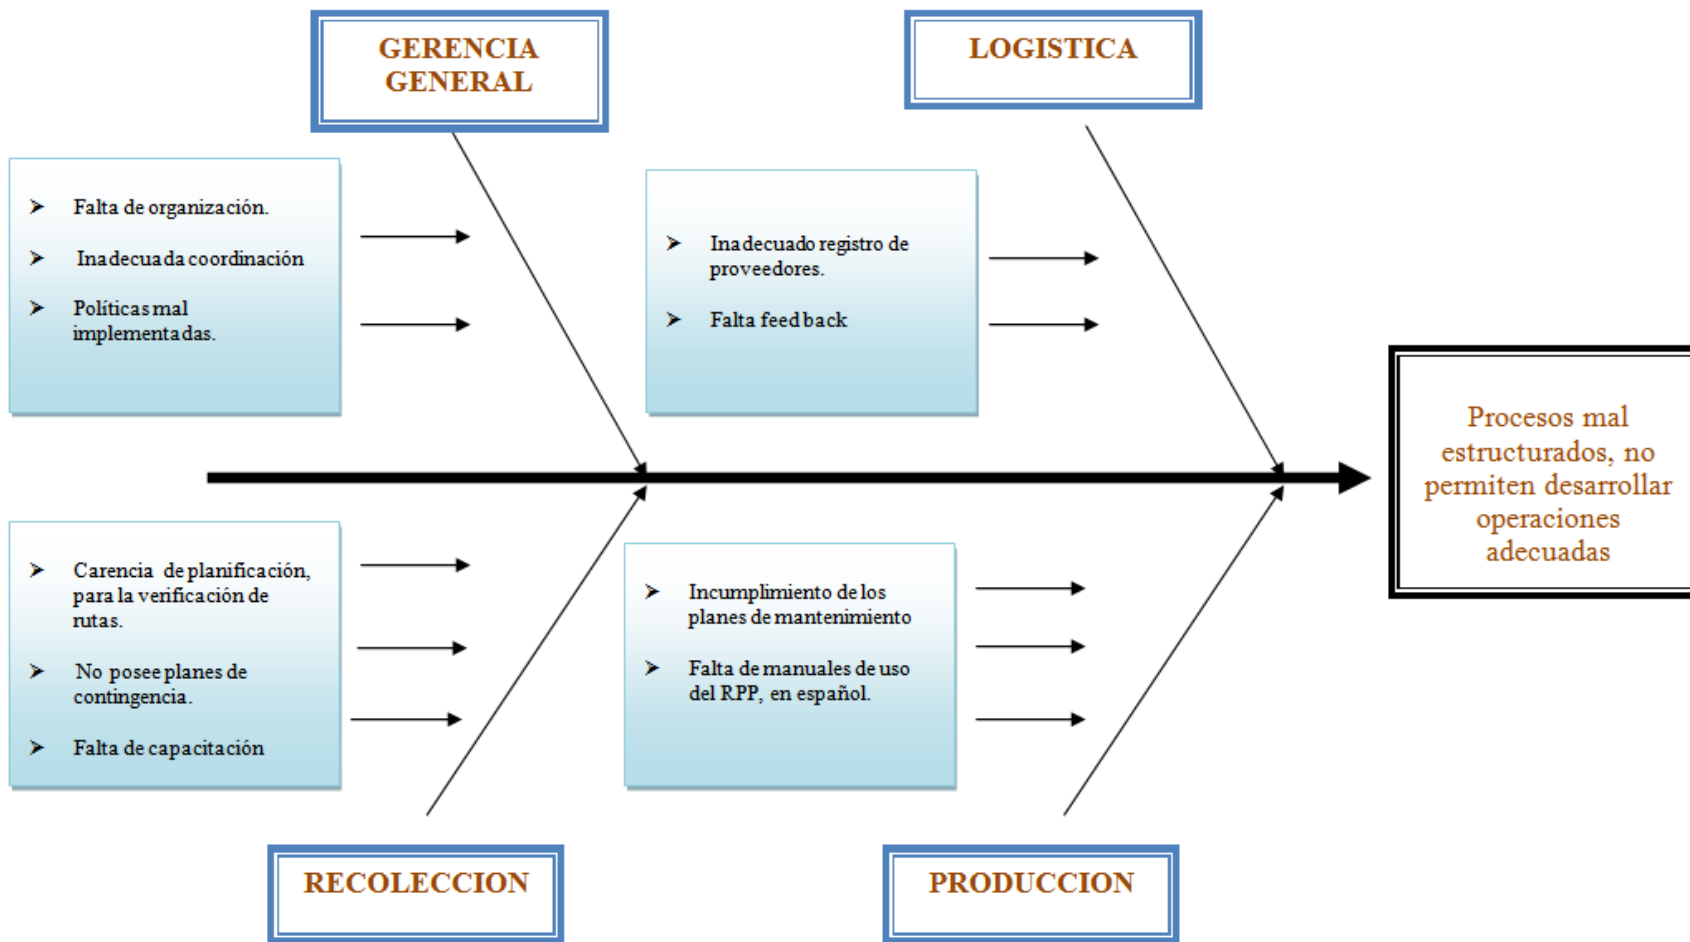 GERENCIA
GENERAL
LOGISTICA
Falta de organización.
Inadecuada coordinación
Políticas mal
implementadas.
Inadecuado registro de
proveedores.
Falta feed back
Procesos mal
estructurados, no
permiten desarrollar
operaciones
adecuadas
Carencia de planificación,
para la verificación de
rutas.
No posee planes de
contingencia.
Falta de capacitación
Incumplimiento de los
planes de mantenimiento
Falta de manuales de uso
del RPP, en español.
RECOLECCION
PRODUCCION